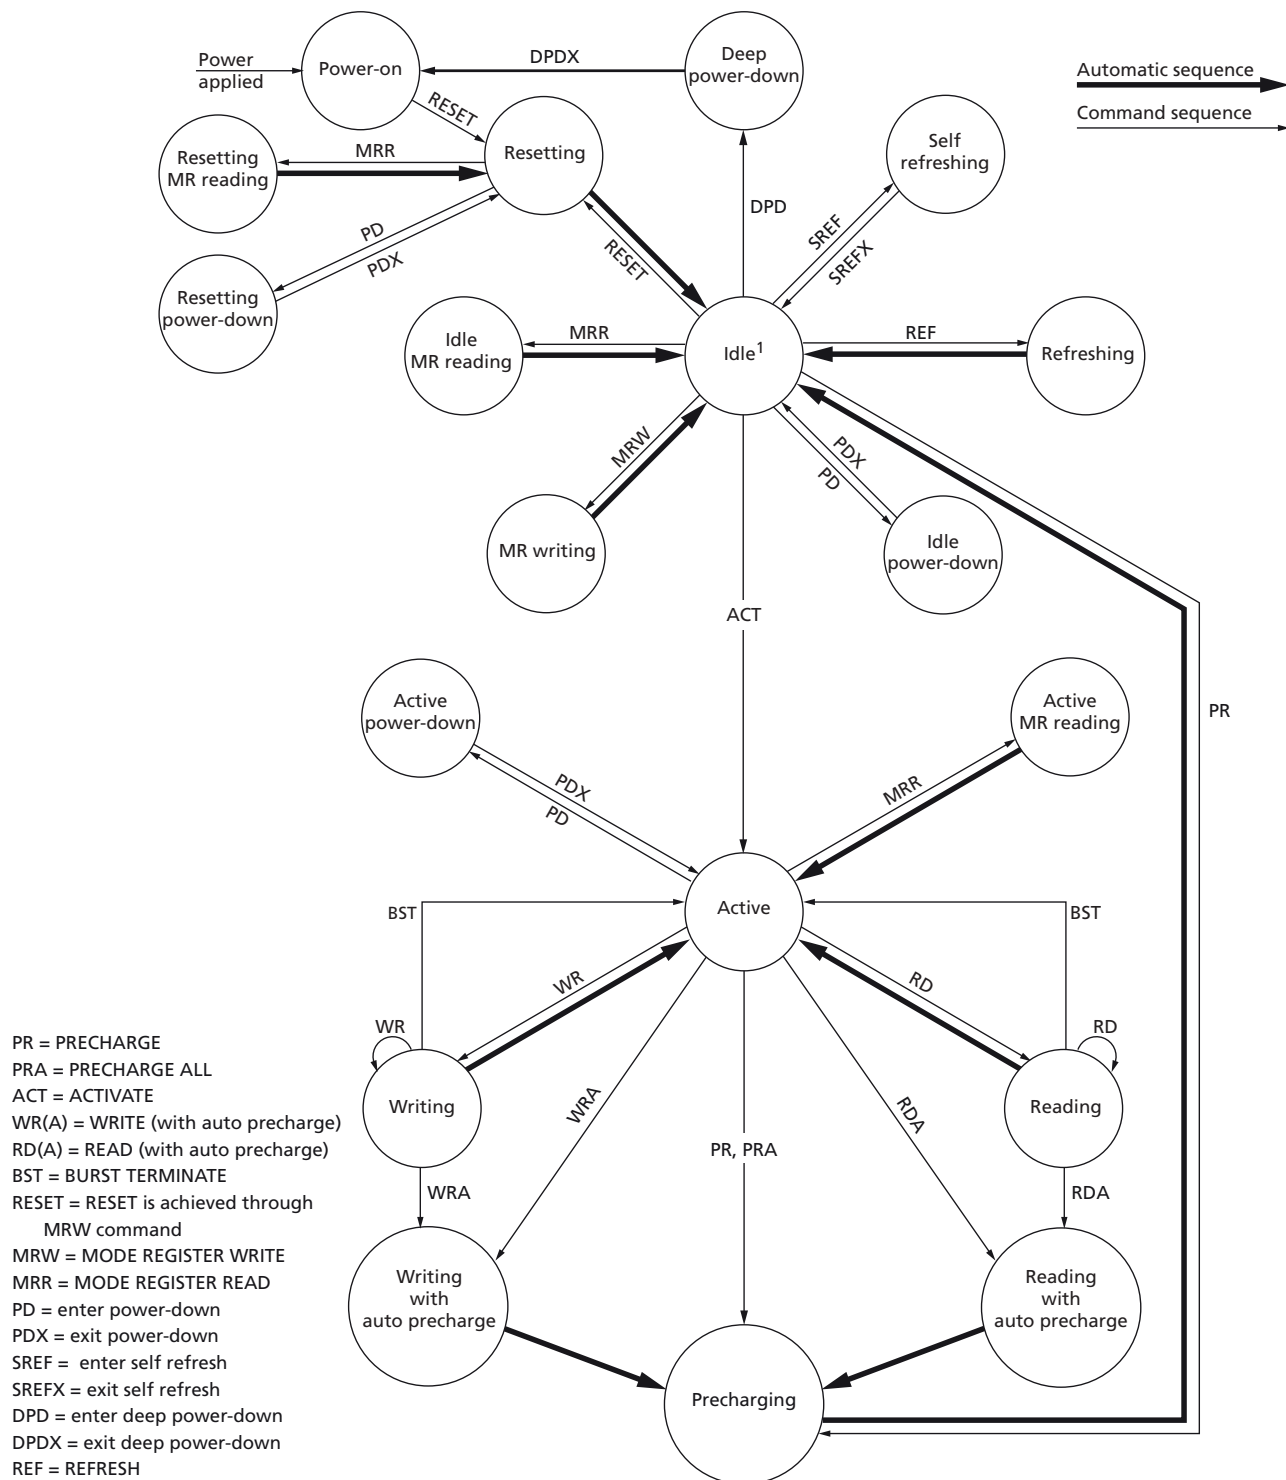 Power
applied
Power-on
DPDX
Deep
power-down
Automatic sequence
Command sequence
RESET
Resetting
MR reading
MRR
Resetting
Self
refreshing
PD
PDX
RESET
DPD
SREF
SREFX
Resetting
power-down
Idle
MR reading
MRR
Idle1
REF
Refreshing
MRW
PDX
PD
MR writing
Idle
power-down
ACT
Active
power-down
Active
MR reading
PR
PDX
PD
MRR
BST
Active
BST
WR
RD
WR
RD
Writing
Reading
WRA
RDA
PR, PRA
WRA
RDA
Writing
with
auto precharge
Reading
with
auto precharge
Precharging
PR = PRECHARGE
PRA = PRECHARGE ALL
ACT = ACTIVATE
WR(A) = WRITE (with auto precharge)
RD(A) = READ (with auto precharge)
BST = BURST TERMINATE
RESET = RESET is achieved through
MRW command
MRW = MODE REGISTER WRITE
MRR = MODE REGISTER READ
PD = enter power-down
PDX = exit power-down
SREF =  enter self refresh
SREFX = exit self refresh
DPD = enter deep power-down
DPDX = exit deep power-down
REF = REFRESH